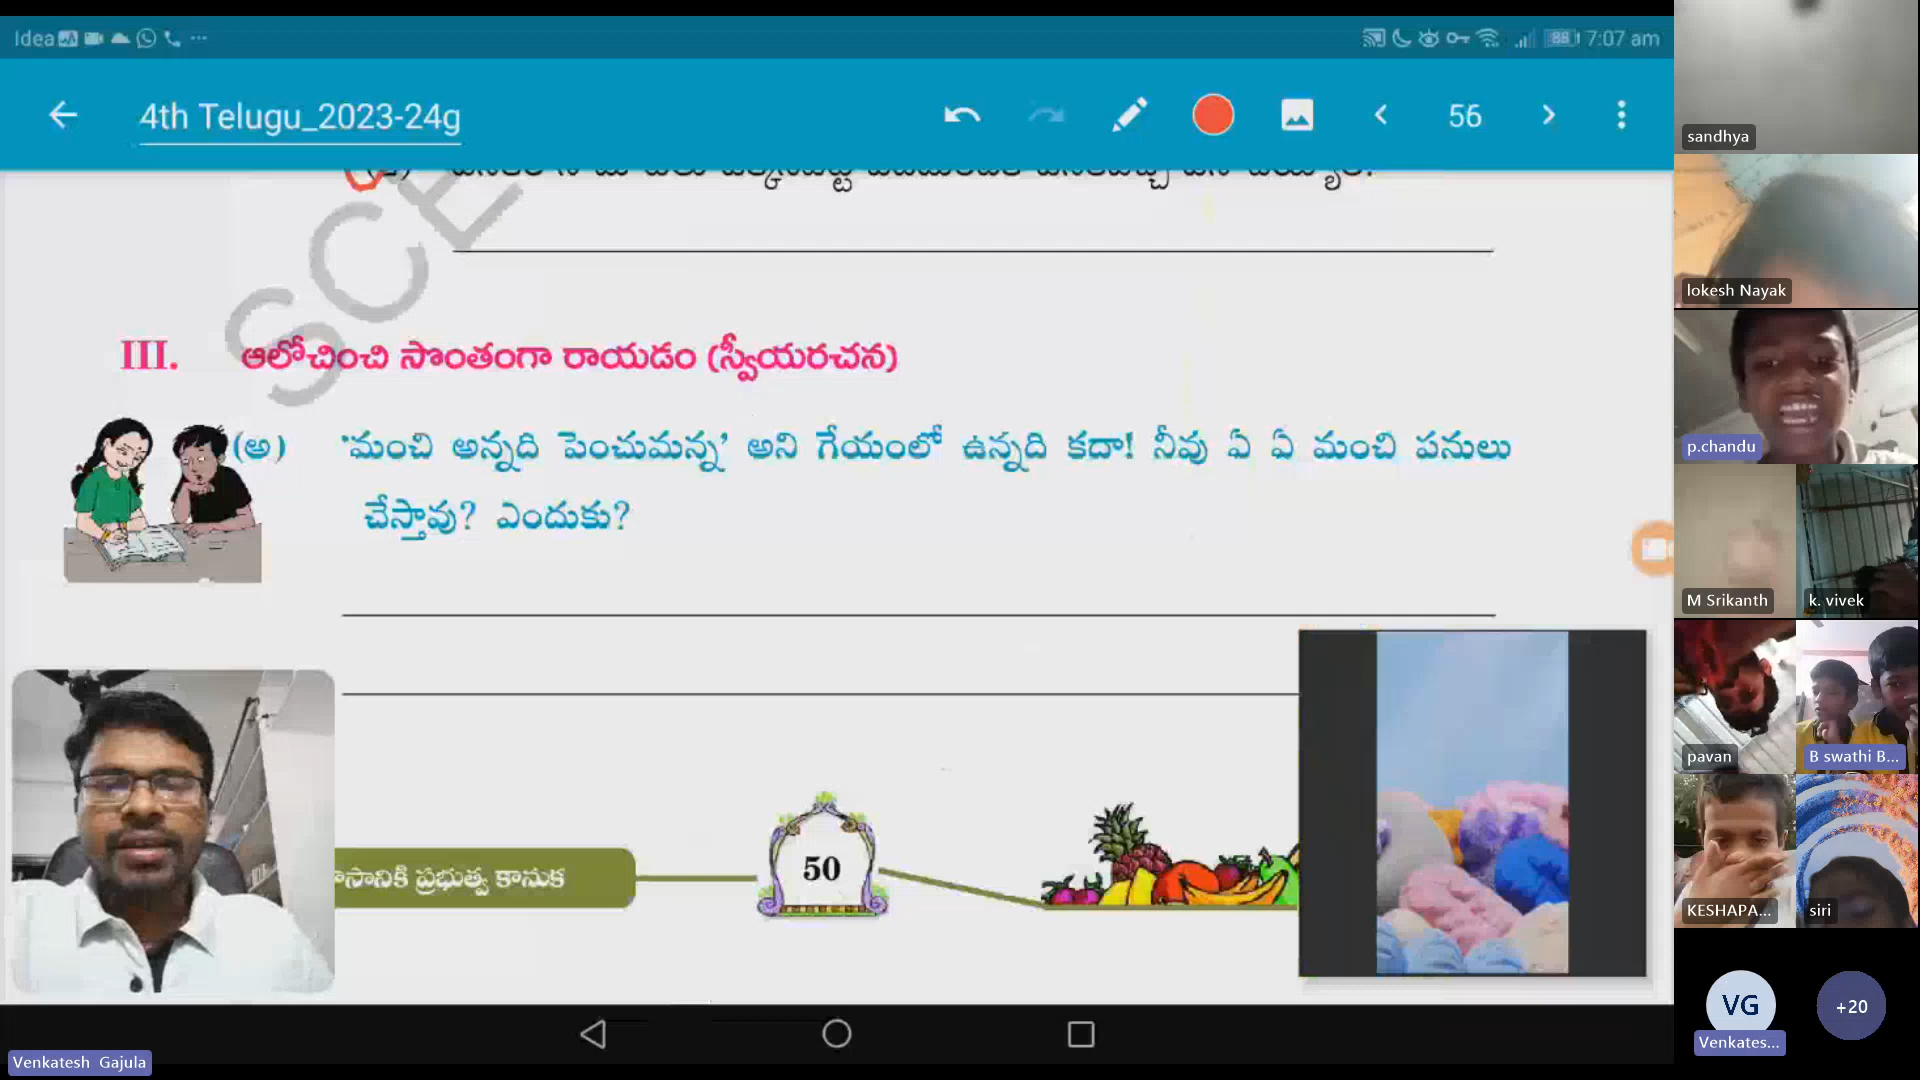 Idea
7:07 am
4th Telugu_2023-24g
56
SCE
III. ఆలోచించి సొంతంగా రాయడం (స్వీయరచన)
(అ) 'మంచి అన్నది పెంచుమన్న' అని గేయంలో ఉన్నది కదా! నీవు ఏ ఏ మంచి పనులు
చేస్తావు? ఎందుకు?
ప్రభుత్వ కానుక
50
Venkatesh Gajula
sandhya
lokesh Nayak
p.chandu
M Srikanth
k. vivek
pavan
B swathi B...
KESHAPA...
siri
VG
+20
Venkates...